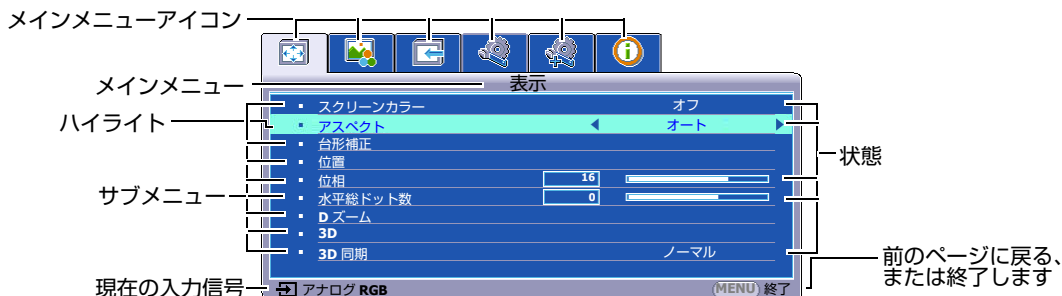 メインメニューアイコン
メインメニュー
表示
スクリーンカラー オフ
ハイライト
アスペクト オート
台形補正
状態
位置
位相 16
サブメニュー
水平総ドット数 0
D ズーム
3D
3D 同期 ノーマル
前のページに戻る、
または終了します
現在の入力信号
アナログ RGB
MENU 終了